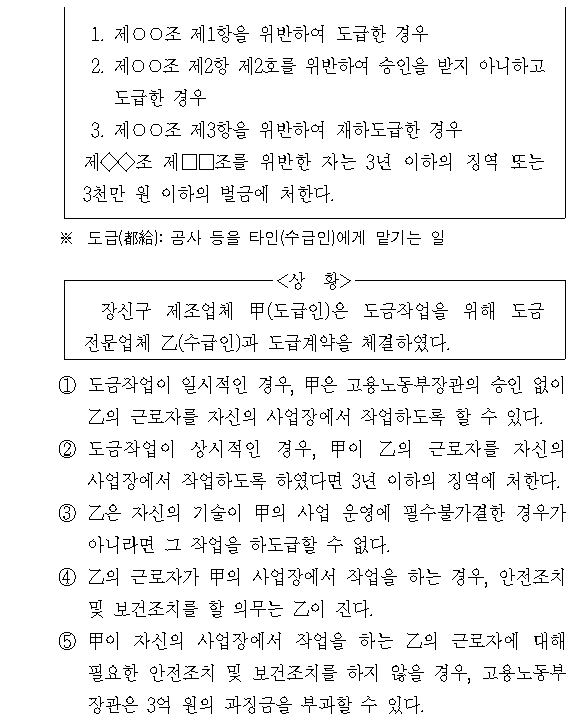 1. 제○○조 제1항을 위반하여 도급한 경우
2. 제○○조 제2항 제2호를 위반하여 승인을 받지 아니하고
도급한 경우
3. 제○○조 제3항을 위반하여 재하도급한 경우
제◇◇조 제□□조를 위반한 자는 3년 이하의 징역 또는
3천만 원 이하의 벌금에 처한다.
※ 도급(都給): 공사 등을 타인(수급인)에게 맡기는 일
<상 황>
장신구 제조업체 甲(도급인)은 도금작업을 위해 도금
전문업체 乙(수급인)과 도급계약을 체결하였다.
① 도금작업이 일시적인 경우, 甲은 고용노동부장관의 승인 없이
乙의 근로자를 자신의 사업장에서 작업하도록 할 수 있다.
② 도금작업이 상시적인 경우, 甲이 乙의 근로자를 자신의
사업장에서 작업하도록 하였다면 3년 이하의 징역에 처한다.
③ 乙은 자신의 기술이 甲의 사업 운영에 필수불가결한 경우가
아니라면 그 작업을 하도급할 수 없다.
④ 乙의 근로자가 甲의 사업장에서 작업을 하는 경우, 안전조치
및 보건조치를 할 의무는 乙이 진다.
⑤ 甲이 자신의 사업장에서 작업을 하는 乙의 근로자에 대해
필요한 안전조치 및 보건조치를 하지 않을 경우, 고용노동부
장관은 3억 원의 과징금을 부과할 수 있다.